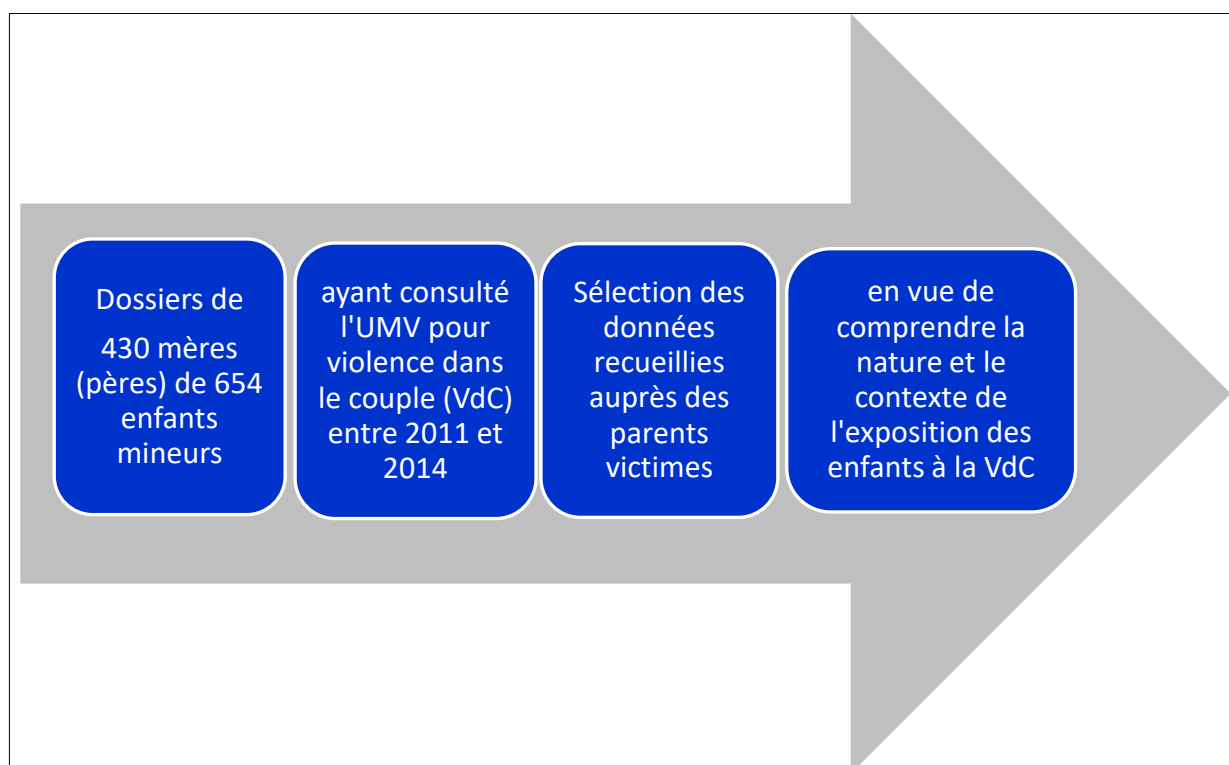 Dossiers de
430 mères
(pères) de 654
enfants
mineurs
ayant consulté
l'UMV pour
violence dans
le couple (VdC)
entre 2011 et
2014
Sélection des
données
recueillies
auprès des
parents
victimes
en vue de
comprendre la
nature et le
contexte de
l'exposition des
enfants à la VdC